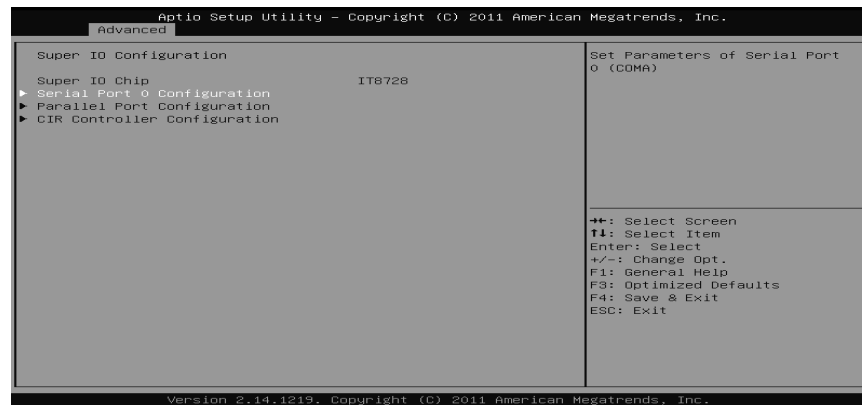 Aptio Setup Utility – Copyright (C) 2011 American Megatrends, Inc.
Advanced
Super IO Configuration
Super IO Chip IT8728
▶ Serial Port 0 Configuration
▶ Parallel Port Configuration
▶ CIR Controller Configuration
Set Parameters of Serial Port
0 (COMA)
→←: Select Screen
↑↓: Select Item
Enter: Select
+/-: Change Opt.
F1: General Help
F3: Optimized Defaults
F4: Save & Exit
ESC: Exit
Version 2.14.1219. Copyright (C) 2011 American Megatrends, Inc.